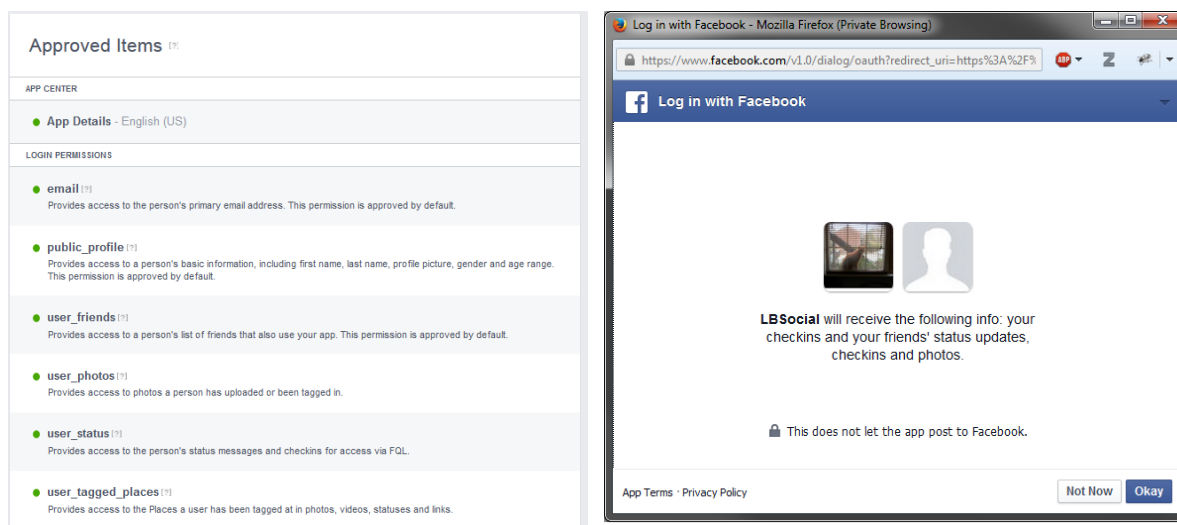 Approved Items [?]
APP CENTER
App Details - English (US)
LOGIN PERMISSIONS
email [?]
Provides access to the person's primary email address. This permission is approved by default.
public_profile [?]
Provides access to a person's basic information, including first name, last name, profile picture, gender and age range.
This permission is approved by default.
user_friends [?]
Provides access to a person's list of friends that also use your app. This permission is approved by default.
user_photos [?]
Provides access to photos a person has uploaded or been tagged in.
user_status [?]
Provides access to the person's status messages and checkins for access via FQL.
user_tagged_places [?]
Provides access to the Places a user has been tagged at in photos, videos, statuses and links.
Log in with Facebook - Mozilla Firefox (Private Browsing)
https://www.facebook.com/v1.0/dialog/oauth?redirect_uri=https%3A%2F%
ABP
Z
f Log in with Facebook
LBSocial will receive the following info: your
checkins and your friends' status updates,
checkins and photos.
This does not let the app post to Facebook.
App Terms · Privacy Policy
Not Now
Okay